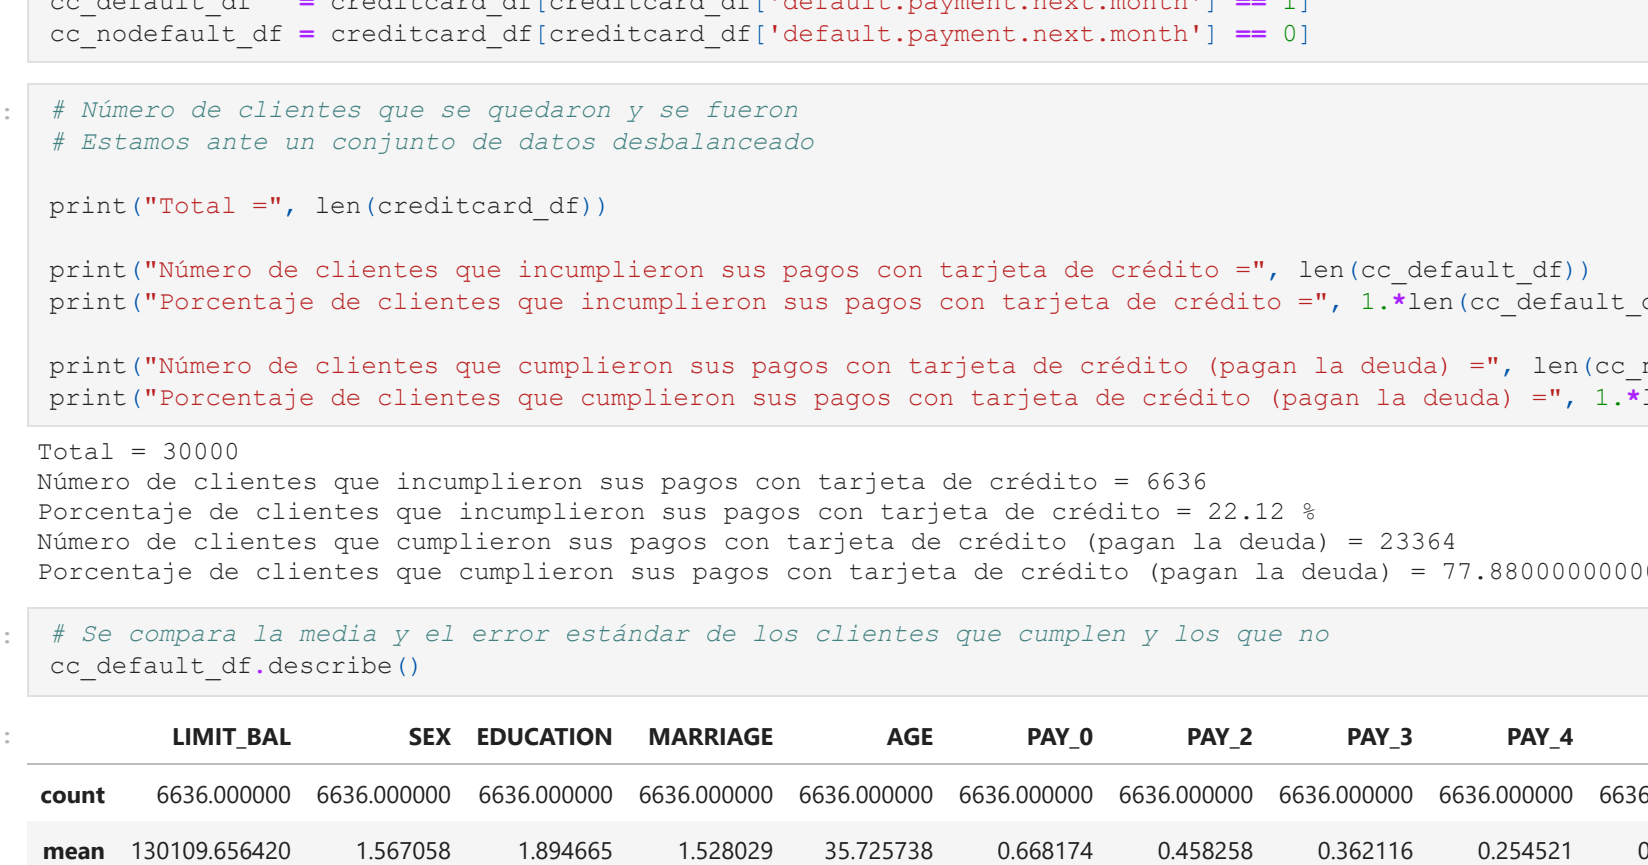 cc_default_df   = creditcard_df[creditcard_df['default.payment.next.month'] == 1]
cc_nodefault_df = creditcard_df[creditcard_df['default.payment.next.month'] == 0]
: # Número de clientes que se quedaron y se fueron
# Estamos ante un conjunto de datos desbalanceado
print("Total =", len(creditcard_df))
print("Número de clientes que incumplieron sus pagos con tarjeta de crédito =", len(cc_default_df))
print("Porcentaje de clientes que incumplieron sus pagos con tarjeta de crédito =", 1.*len(cc_default_
print("Número de clientes que cumplieron sus pagos con tarjeta de crédito (pagan la deuda) =", len(cc_
print("Porcentaje de clientes que cumplieron sus pagos con tarjeta de crédito (pagan la deuda) =", 1.*
Total = 30000
Número de clientes que incumplieron sus pagos con tarjeta de crédito = 6636
Porcentaje de clientes que incumplieron sus pagos con tarjeta de crédito = 22.12 %
Número de clientes que cumplieron sus pagos con tarjeta de crédito (pagan la deuda) = 23364
Porcentaje de clientes que cumplieron sus pagos con tarjeta de crédito (pagan la deuda) = 77.8800000000
: # Se compara la media y el error estándar de los clientes que cumplen y los que no
cc_default_df.describe()
: LIMIT_BAL SEX EDUCATION MARRIAGE AGE PAY_0 PAY_2 PAY_3 PAY_4
count 6636.000000 6636.000000 6636.000000 6636.000000 6636.000000 6636.000000 6636.000000 6636.000000 6636.000000 6636
mean 130109.656420 1.567058 1.894665 1.528029 35.725738 0.668174 0.458258 0.362116 0.254521